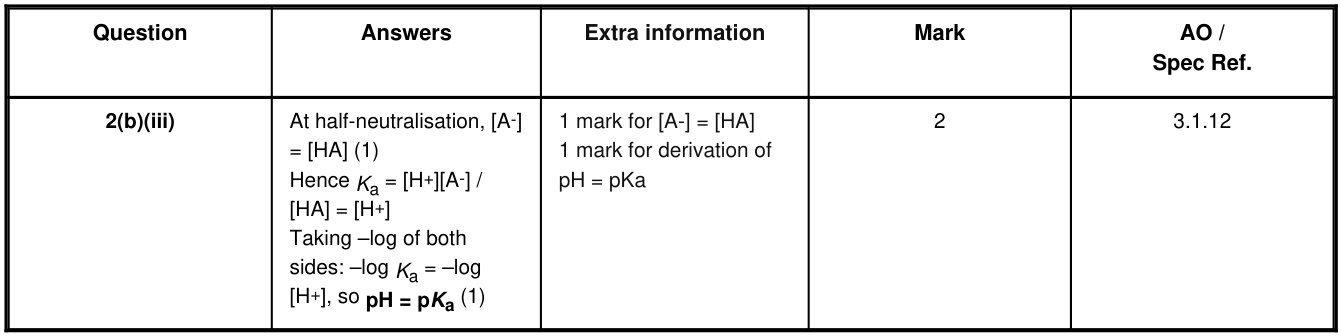 Question Answers Extra information Mark AO /
Spec Ref.
2(b)(iii)
At half-neutralisation, [A-]
= [HA] (1)
Hence Ka = [H+][A-] /
[HA] = [H+]
Taking –log of both
sides: –log Ka = –log
[H+], so pH = pKa (1)
1 mark for [A-] = [HA]
1 mark for derivation of
pH = pKa
2
3.1.12